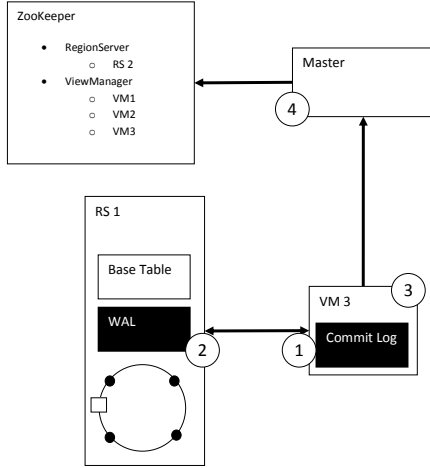 ZooKeeper
• RegionServer
○ RS 2
• ViewManager
○ VM1
○ VM2
○ VM3
Master
4
RS 1
Base Table
WAL
2
VM 3
3
Commit Log
1